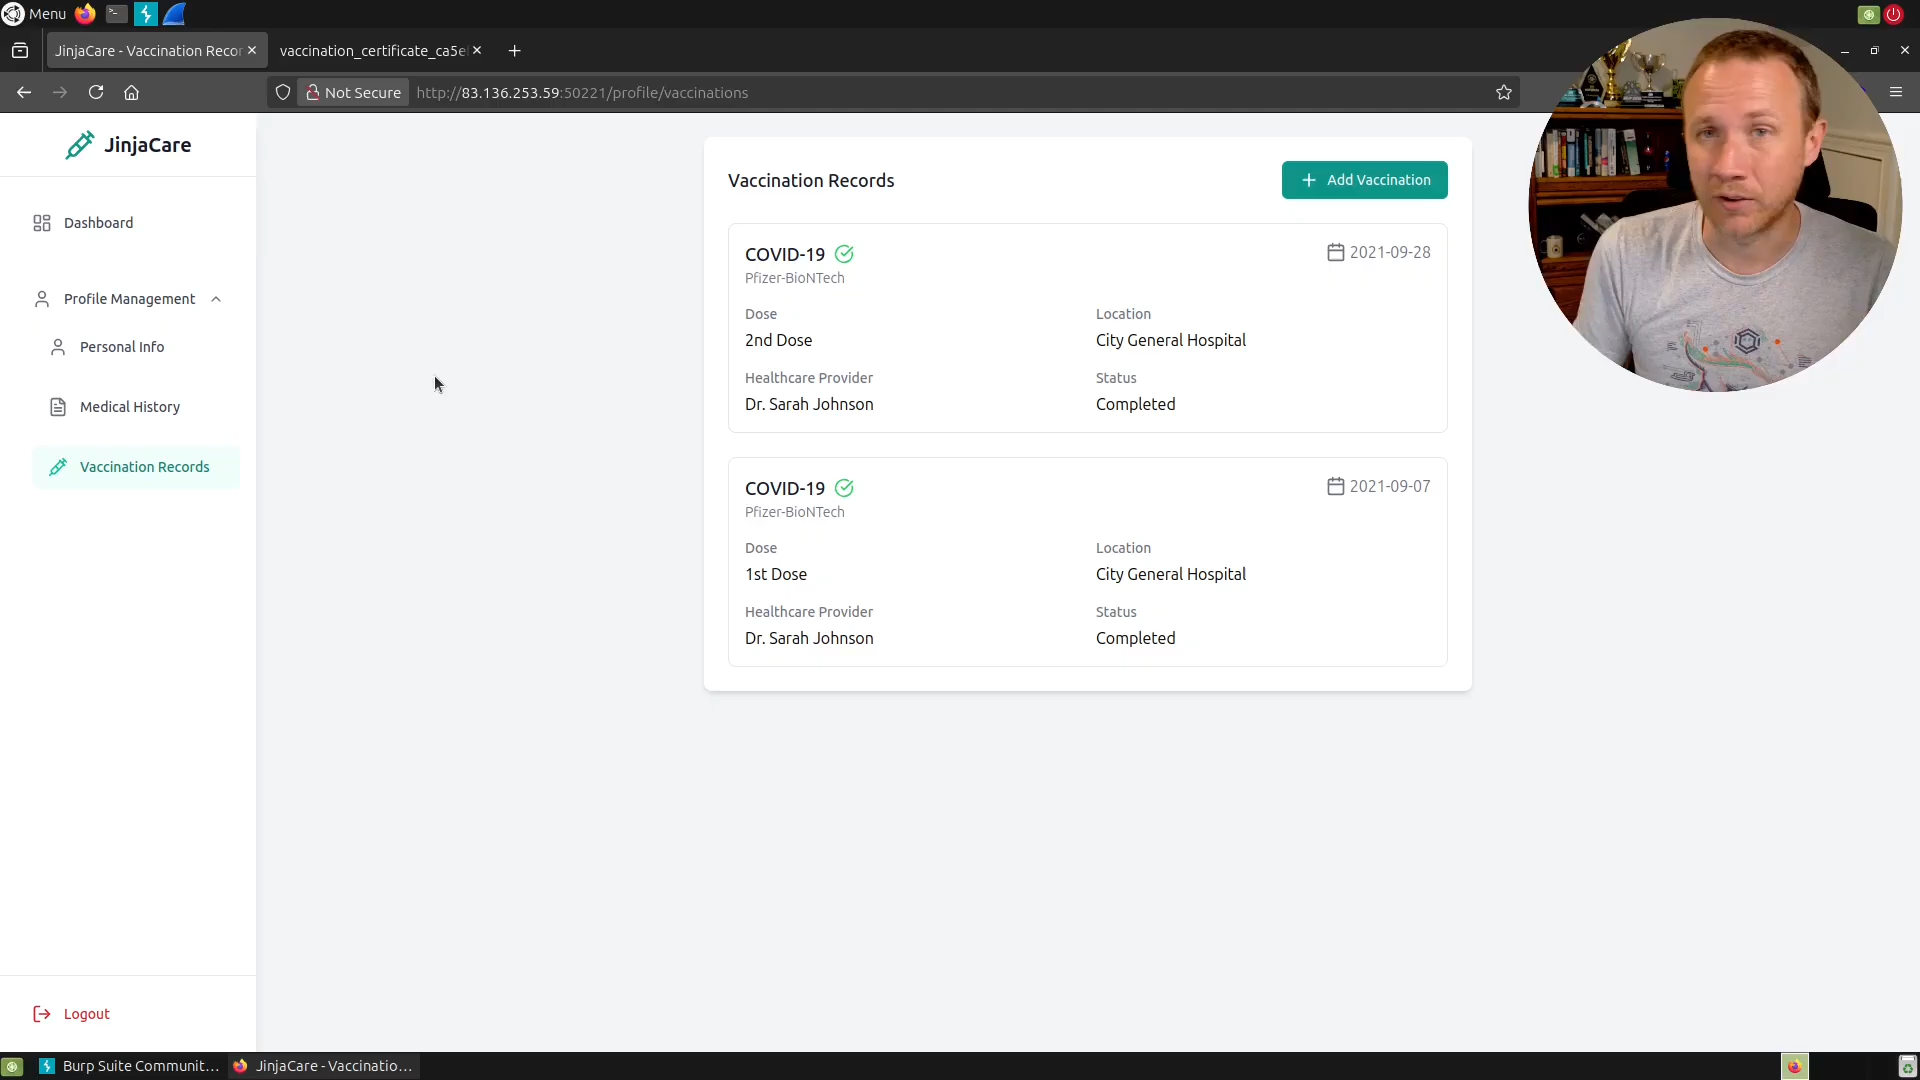 Menu
JinjaCare - Vaccination Recor
vaccination_certificate_ca5e
Not Secure
http://83.136.253.59:50221/profile/vaccinations
JinjaCare
Dashboard
Profile Management
Personal Info
Medical History
Vaccination Records
Logout
Vaccination Records
Add Vaccination
COVID-19
2021-09-28
Pfizer-BioNTech
Dose
Location
2nd Dose
City General Hospital
Healthcare Provider
Status
Dr. Sarah Johnson
Completed
COVID-19
2021-09-07
Pfizer-BioNTech
Dose
Location
1st Dose
City General Hospital
Healthcare Provider
Status
Dr. Sarah Johnson
Completed
Burp Suite Communit...
JinjaCare - Vaccinatio...